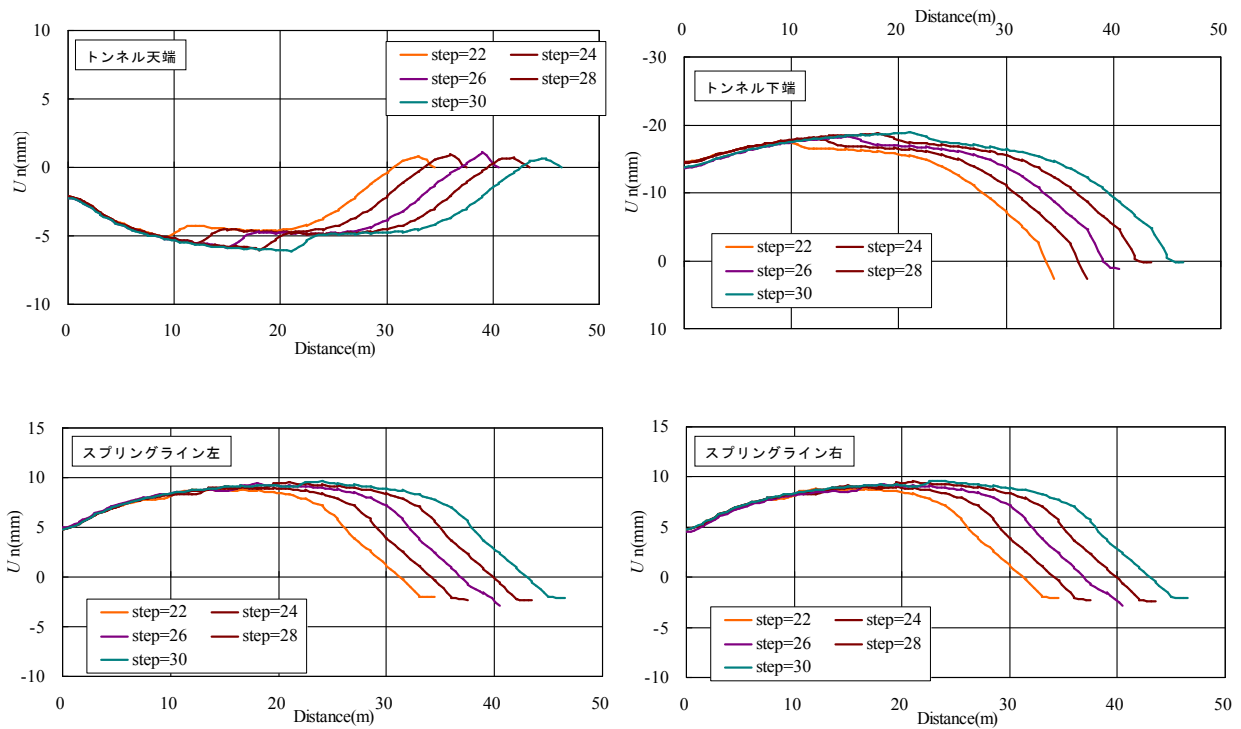 トンネル天端
10
5
0
-5
-10
U n(mm)
step=22
step=24
step=26
step=28
step=30
0
10
20
30
40
50
Distance(m)
Distance(m)
0
10
20
30
40
50
トンネル下端
-30
-20
-10
0
10
U n(mm)
step=22
step=24
step=26
step=28
step=30
スプリングライン左
15
10
5
0
-5
-10
U n(mm)
step=22
step=24
step=26
step=28
step=30
0
10
20
30
40
50
60
Distance(m)
スプリングライン右
15
10
5
0
-5
-10
U n(mm)
step=22
step=24
step=26
step=28
step=30
0
10
20
30
40
50
Distance(m)